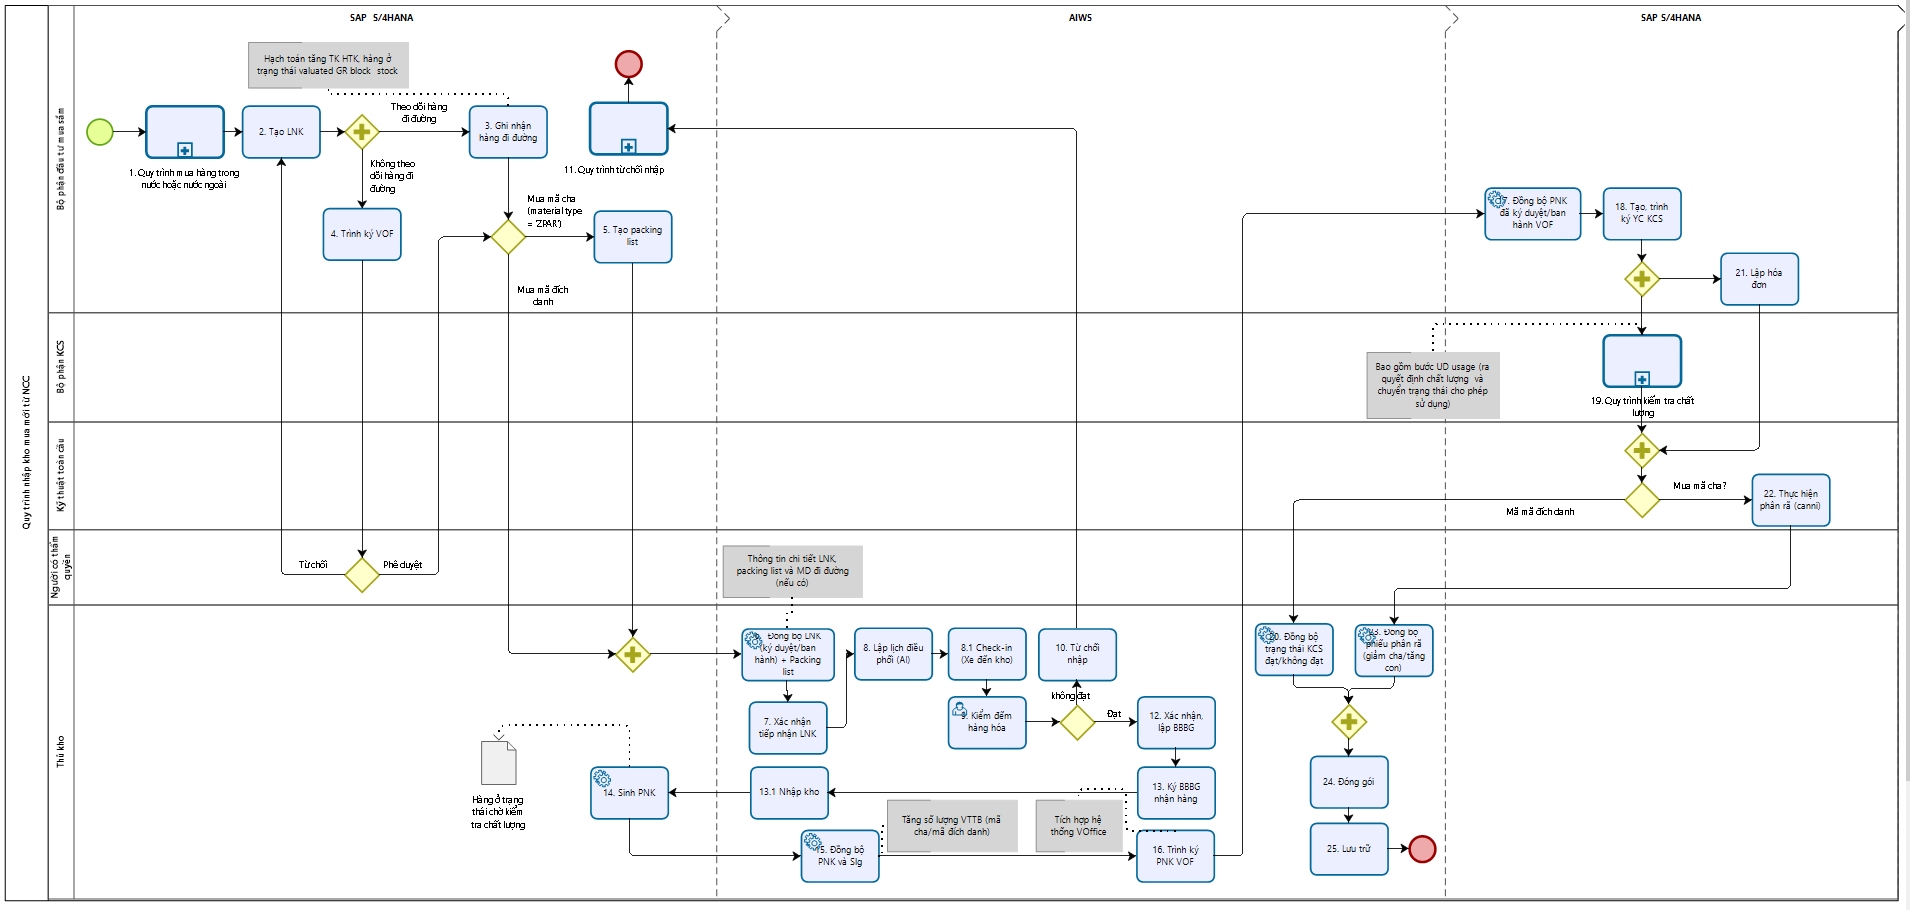 SAP S/4HANA
AIWS
SAP S/4HANA
Quy trình nhập kho mua mới từ NCC
Bộ phận đầu tư mua sắm
Hạch toán tăng TK HTK, hàng ở
trạng thái valuated GR block stock
1.Quy trình mua hàng trong
nước hoặc nước ngoài
2. Tạo LNK
Theo dõi hàng
đi đường
3. Ghi nhận
hàng đi đường
Không theo
dõi hàng đi
đường
4. Trình ký VOF
Mua mã cha
(material type
= 'ZPAR')
5. Tạo packing
list
Mua mã đích
danh
11.Quy trình từ chối nhập
17. Đồng bộ PNK
đã ký duyệt/ban
hành VOF
18. Tạo, trình
ký YC KCS
21. Lập hóa
đơn
Bộ phận KCS
Bao gồm bước UD usage (ra
quyết định chất lượng và
chuyển trạng thái cho phép
sử dụng)
19.Quy trình kiểm tra chất
lượng
Kỹ thuật toàn cầu
Mua mã cha?
Mã mã đích danh
22. Thực hiện
phân rã (canni)
Người có thẩm
quyền
Từ chối
Phê duyệt
Thông tin chi tiết LNK,
packing list và MD đi đường
(nếu có)
Thủ kho
6. Đồng bộ LNK
(ký duyệt/ban
hành) + Packing
list
7. Xác nhận
tiếp nhận LNK
8. Lập lịch điều
phối (AI)
8.1 Check-in
(Xe đến kho)
9. Kiểm đếm
hàng hóa
10. Từ chối
nhập
không đạt
Đạt
12. Xác nhận,
lập BBBG
13. Ký BBBG
nhận hàng
13.1 Nhập kho
14. Sinh PNK
Hàng ở trạng
thái chờ kiểm
tra chất lượng
15. Đồng bộ
PNK và Slg
Tăng số lượng VTTB (mã
cha/mã đích danh)
Tích hợp hệ
thống VOffice
16. Trình ký
PNK VOF
20. Đồng bộ
trạng thái KCS
đạt/không đạt
23. Đồng bộ
phiếu phân rã
(giảm cha/tăng
con)
24. Đóng gói
25. Lưu trữ